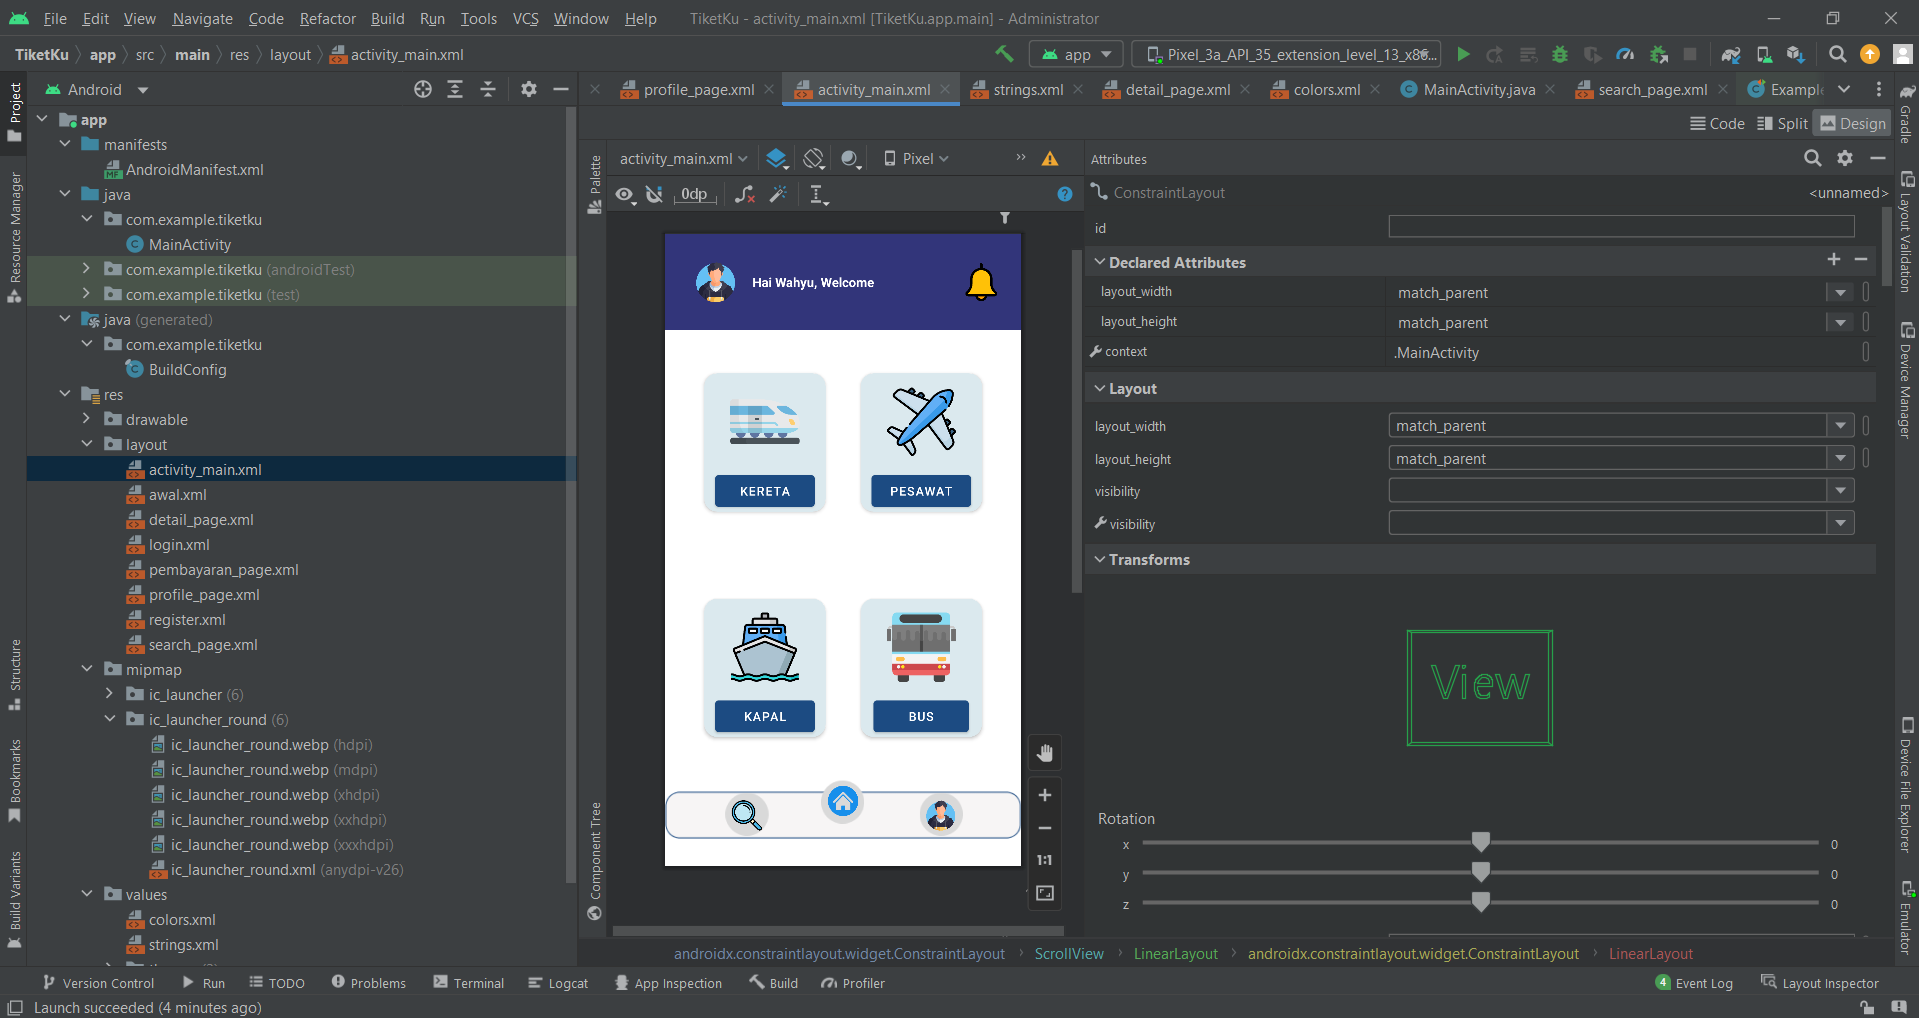 File Edit View Navigate Code Refactor Build Run Tools VCS Window Help TiketKu - activity_main.xml [TiketKu.app.main] - Administrator
TiketKu app src main res layout activity_main.xml app Pixel_3a_API_35_extension_level_13_x86...
Project
Android
profile_page.xml activity_main.xml strings.xml detail_page.xml colors.xml MainActivity.java search_page.xml Example
Code Split Design
Gradle
Resource Manager
Structure
Bookmarks
Build Variants
app
manifests
AndroidManifest.xml
java
com.example.tiketku
MainActivity
com.example.tiketku (androidTest)
com.example.tiketku (test)
java (generated)
com.example.tiketku
BuildConfig
res
drawable
layout
activity_main.xml
awal.xml
detail_page.xml
login.xml
pembayaran_page.xml
profile_page.xml
register.xml
search_page.xml
mipmap
ic_launcher (6)
ic_launcher_round (6)
ic_launcher_round.webp (hdpi)
ic_launcher_round.webp (mdpi)
ic_launcher_round.webp (xhdpi)
ic_launcher_round.webp (xxhdpi)
ic_launcher_round.webp (xxxhdpi)
ic_launcher_round.xml (anydpi-v26)
values
colors.xml
strings.xml
Palette
activity_main.xml Pixel
0dp
Component Tree
Hai Wahyu, Welcome
KERETA
PESAWAT
KAPAL
BUS
1:1
Attributes
ConstraintLayout <unnamed>
id
Declared Attributes
layout_width match_parent
layout_height match_parent
context .MainActivity
Layout
layout_width match_parent
layout_height match_parent
visibility
visibility
Transforms
View
Rotation
x 0
y 0
z 0
Layout Validation
Device Manager
Device File Explorer
Emulator
androidx.constraintlayout.widget.ConstraintLayout ScrollView LinearLayout androidx.constraintlayout.widget.ConstraintLayout LinearLayout
Version Control Run TODO Problems Terminal Logcat App Inspection Build Profiler 4 Event Log Layout Inspector
Launch succeeded (4 minutes ago)